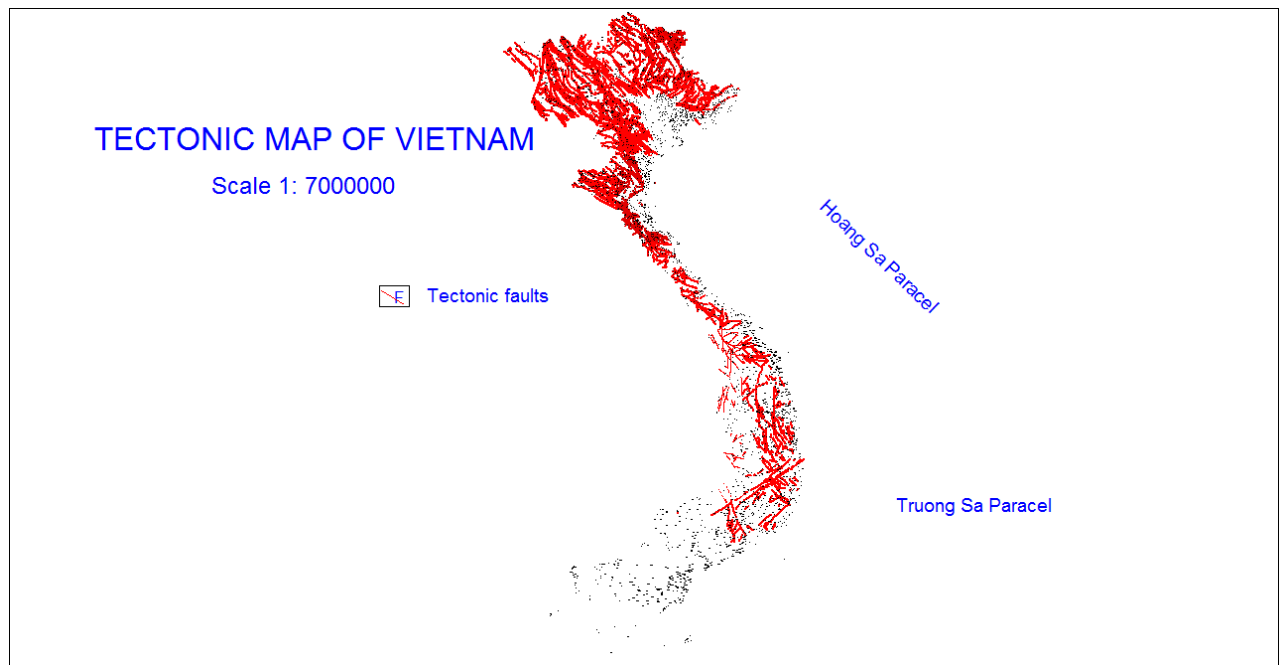 TECTONIC MAP OF VIETNAM
Scale 1: 7000000
Hoang Sa Paracel
F
Tectonic faults
Truong Sa Paracel